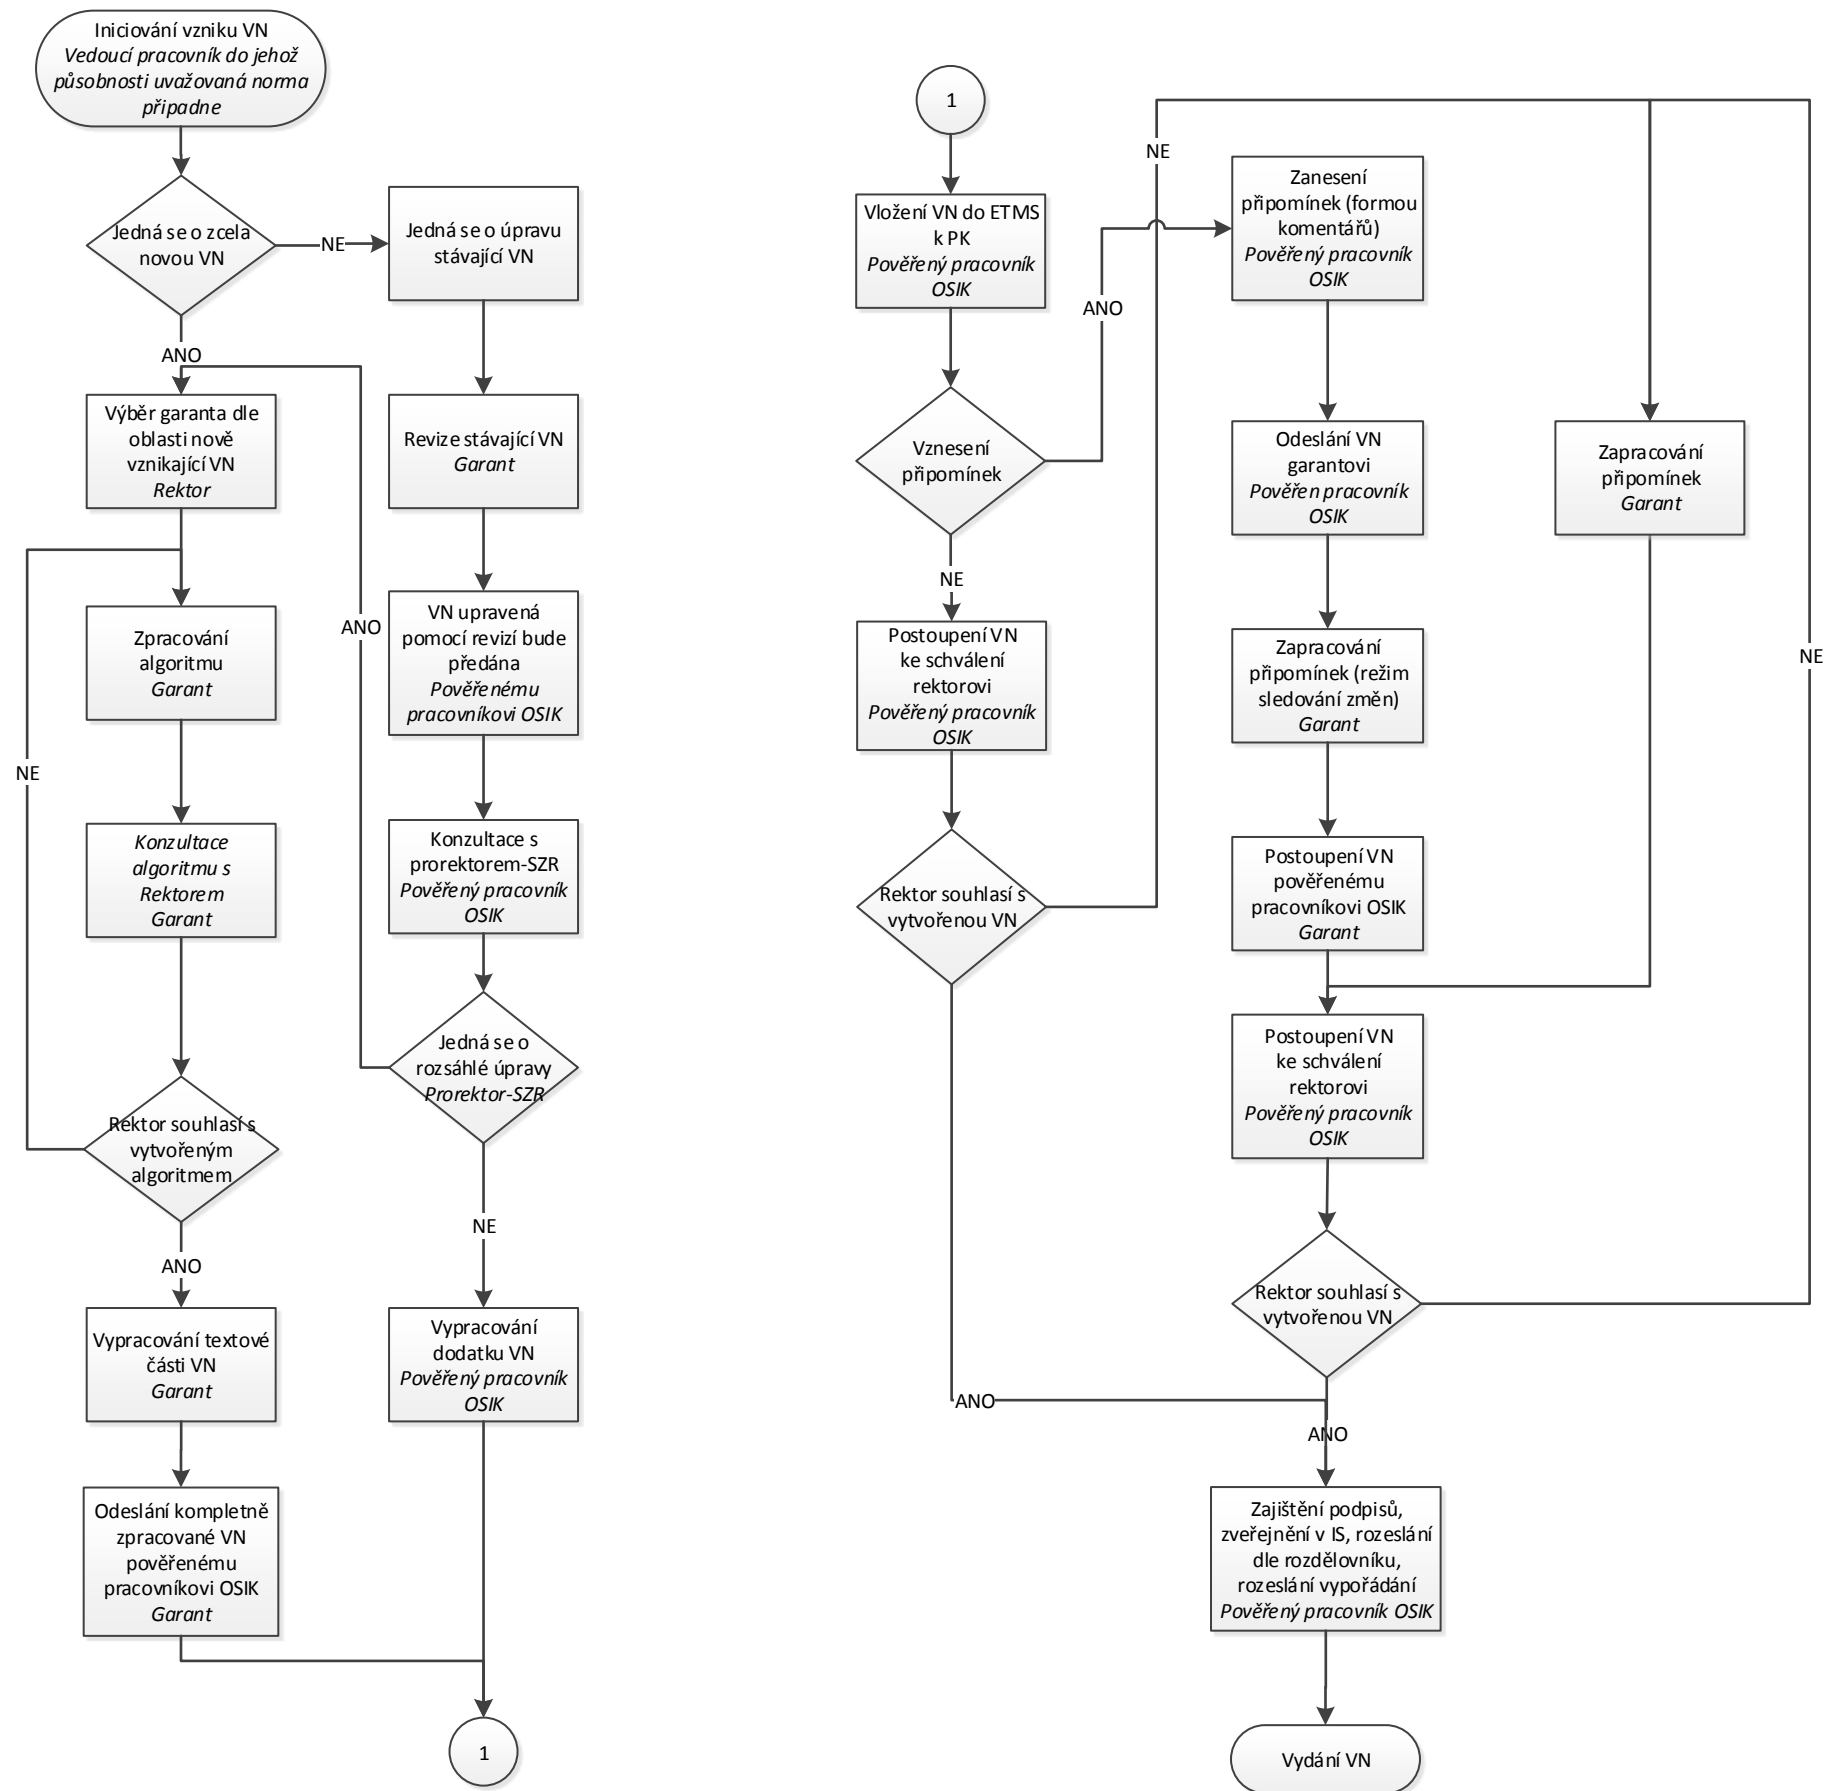 Iniciování vzniku VN
Vedoucí pracovník do jehož
působnosti uvažovaná norma
připadne
Jedná se o zcela
novou VN
NE
Jedná se o úpravu
stávající VN
ANO
Výběr garanta dle
oblasti nově
vznikající VN
Rektor
Revize stávající VN
Garant
Zpracování
algoritmu
Garant
ANO
VN upravená
pomocí revizí bude
předána
Pověřenému
pracovníkovi OSIK
NE
Konzultace
algoritmu s
Rektorem
Garant
Konzultace s
prorektorem-SZR
Pověřený pracovník
OSIK
Jedná se o
rozsáhlé úpravy
Prorektor-SZR
Rektor souhlasí s
vytvořeným
algoritmem
NE
ANO
Vypracování textové
části VN
Garant
Vypracování
dodatku VN
Pověřený pracovník
OSIK
Odeslání kompletně
zpracované VN
pověřenému
pracovníkovi OSIK
Garant
1
1
NE
Vložení VN do ETMS
k PK
Pověřený pracovník
OSIK
Zanesení
připomínek (formou
komentářů)
Pověřený pracovník
OSIK
ANO
Vznesení
připomínek
Odeslání VN
garantovi
Pověřen pracovník
OSIK
Zapracování
připomínek
Garant
NE
Postoupení VN
ke schválení
rektorovi
Pověřený pracovník
OSIK
Zapracování
připomínek (režim
sledování změn)
Garant
NE
Rektor souhlasí s
vytvořenou VN
Postoupení VN
pověřenému
pracovníkovi OSIK
Garant
Postoupení VN
ke schválení
rektorovi
Pověřený pracovník
OSIK
Rektor souhlasí s
vytvořenou VN
ANO
ANO
Zajištění podpisů,
zveřejnění v IS, rozeslání
dle rozdělovníku,
rozeslání vypořádání
Pověřený pracovník OSIK
Vydání VN